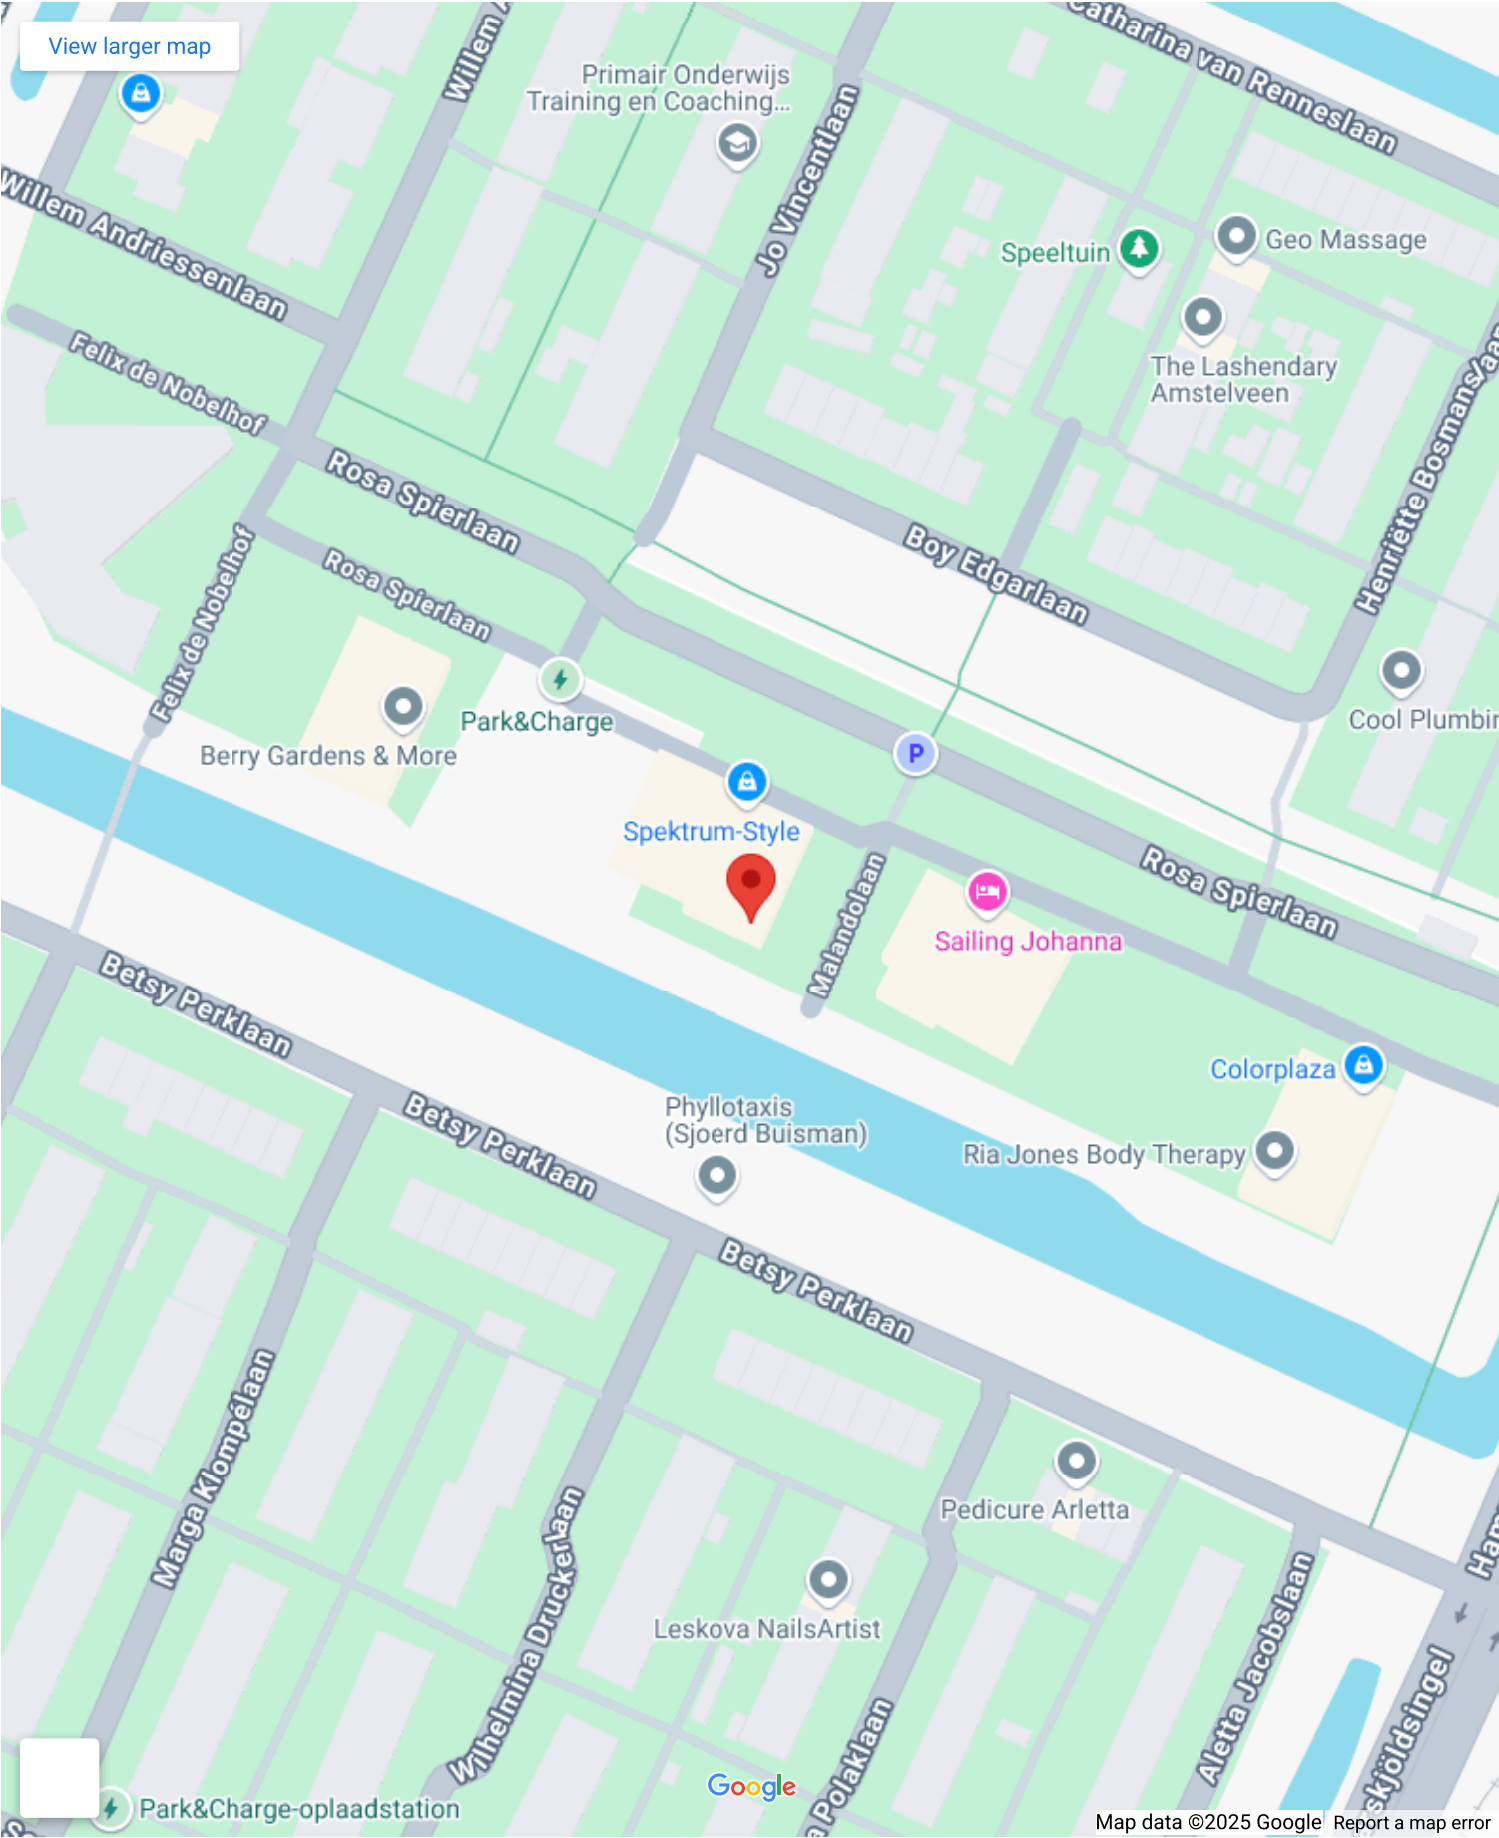 View larger map
Catharina van Renneslaan
Willem
Primair Onderwijs
Training en Coaching...
Jo Vincentlaan
Willem Andriessenlaan
Speeltuin
Geo Massage
Felix de Nobelhof
The Lashendary
Amstelveen
Henriëtte Bosmanslaan
Rosa Spierlaan
Boy Edgarlaan
Rosa Spierlaan
Felix de Nobelhof
Park&Charge
Berry Gardens & More
Cool Plumbin
P
Spektrum-Style
Malandolaan
Rosa Spierlaan
Sailing Johanna
Betsy Perklaan
Colorplaza
Phyllotaxis
(Sjoerd Buisman)
Betsy Perklaan
Ria Jones Body Therapy
Betsy Perklaan
Marga Klompélaan
Pedicure Arletta
Wilhelmina Druckerlaan
Leskova NailsArtist
Aletta Jacobslaan
Ham
skjöldsingel
a Polaklaan
Google
Park&Charge-oplaadstation
Map data ©2025 Google
Report a map error